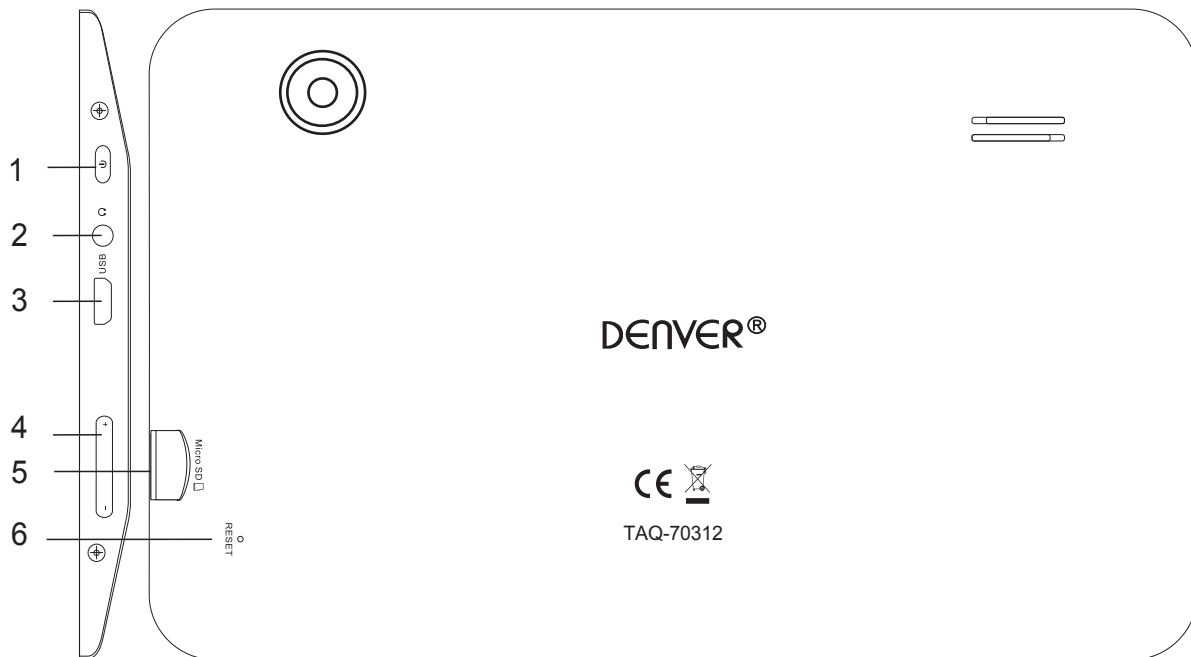 1
2
USB
3
DENVER®
4
+
Micro SD
5
-
CE
6
RESET
TAQ-70312